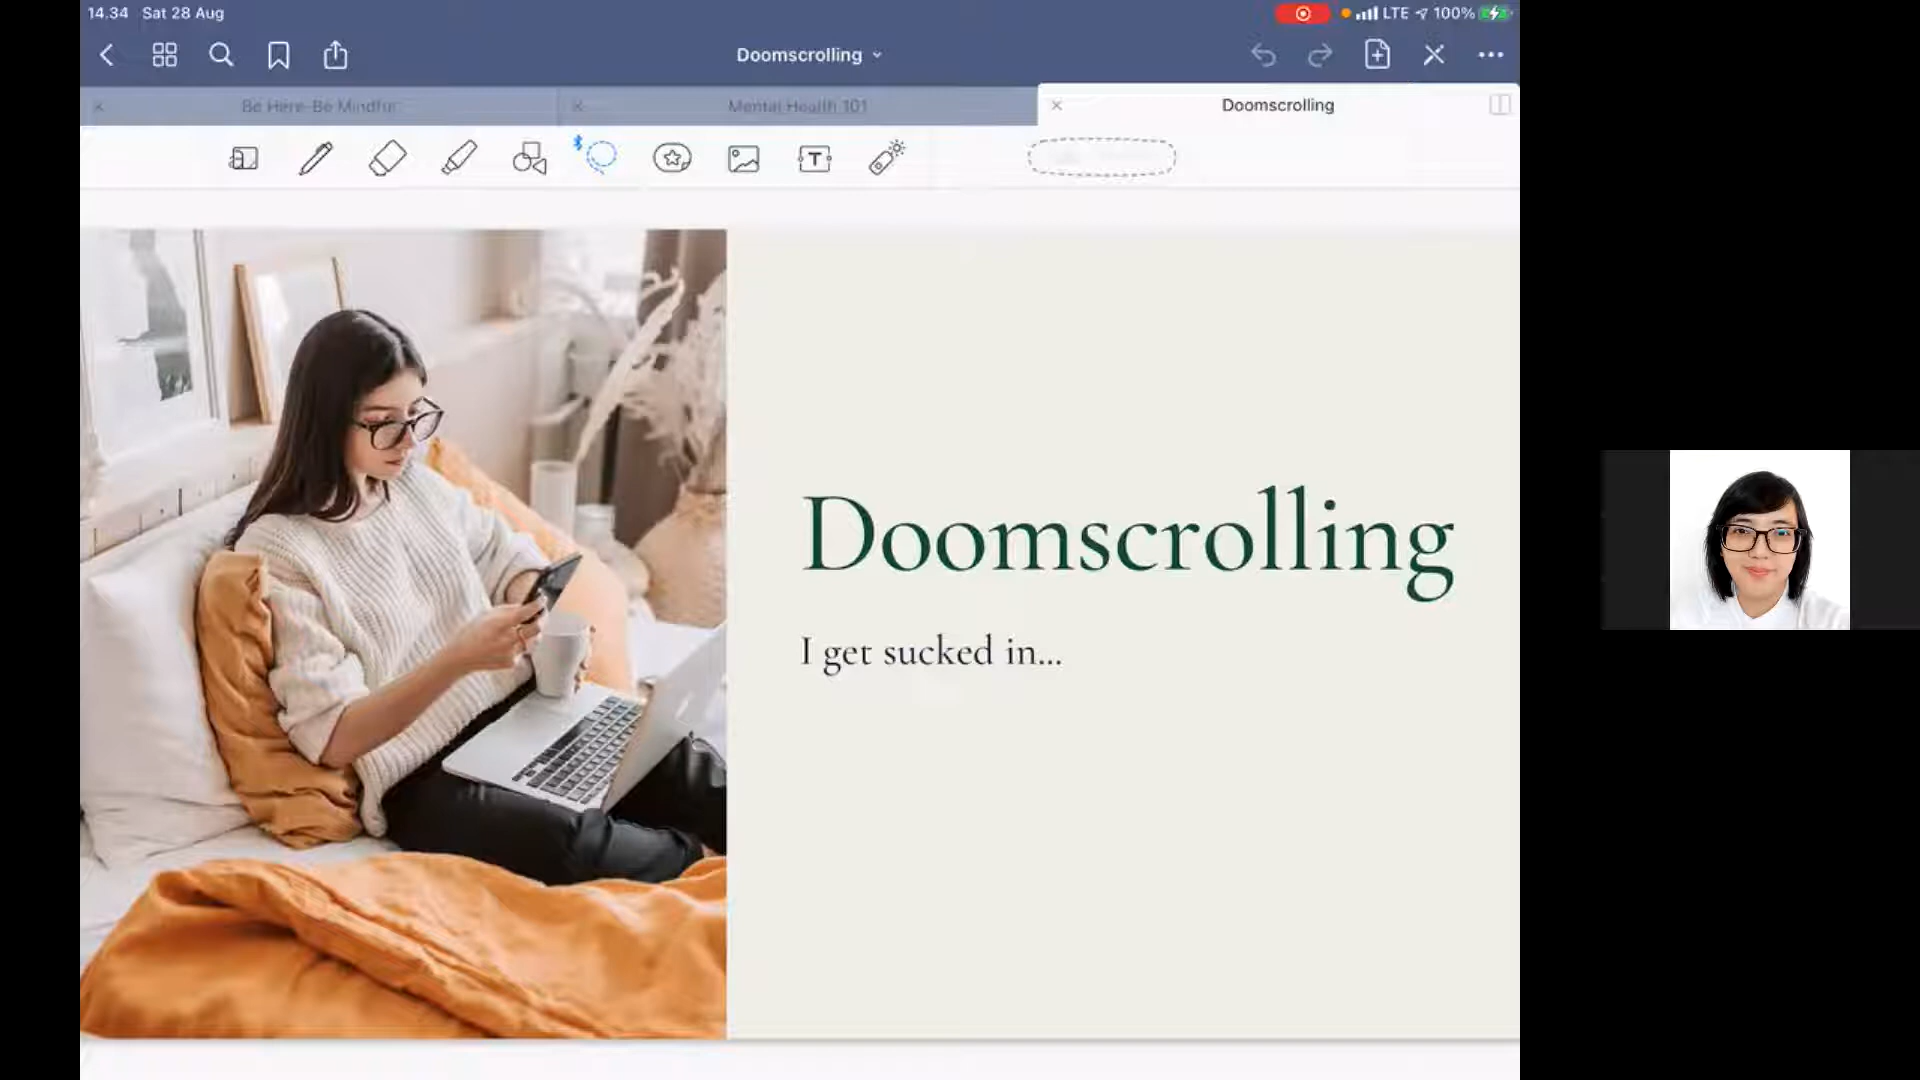 14.34 Sat 28 Aug
LTE 100%
Doomscrolling
Be Here-Be Mindful
Mental Health 101
Doomscrolling
T
Doomscrolling
I get sucked in...